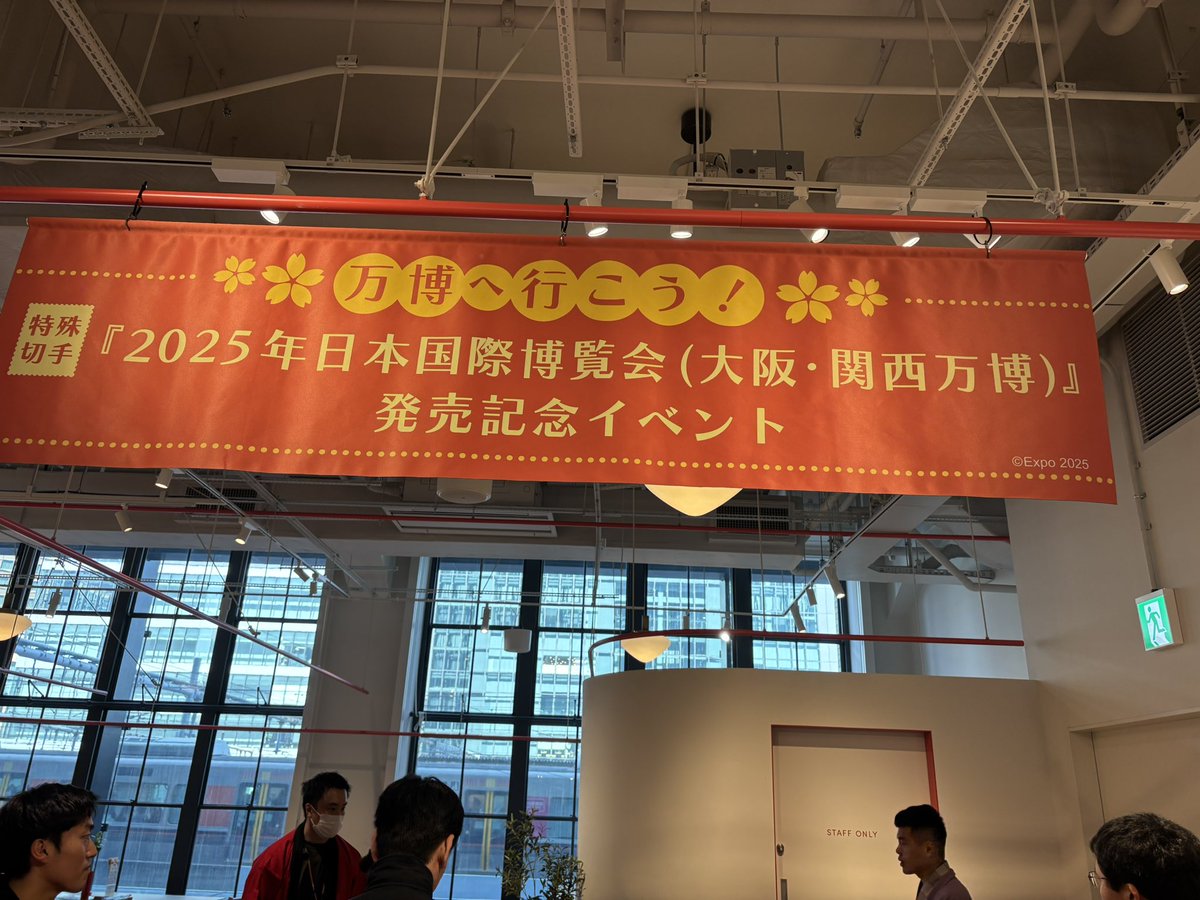 万博へ行こう!
特殊
切手
『2025年日本国際博覧会(大阪・関西万博)』
発売記念イベント
©Expo 2025
STAFF ONLY